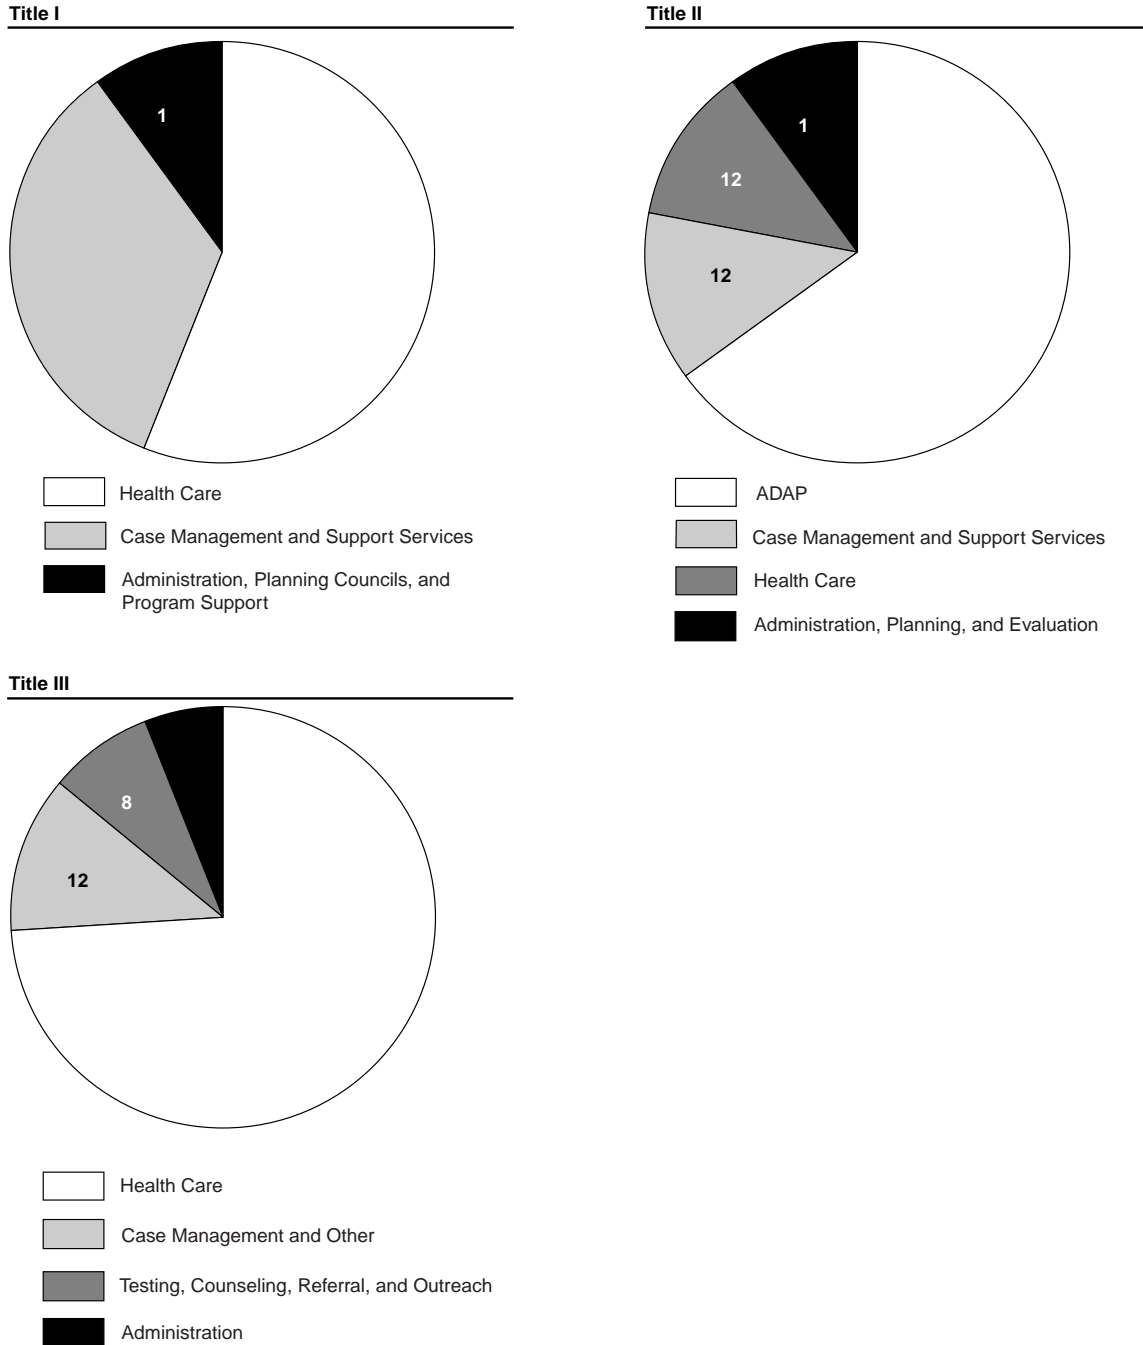 Title I
1
Health Care
Case Management and Support Services
Administration, Planning Councils, and
Program Support
Title II
1
12
12
ADAP
Case Management and Support Services
Health Care
Administration, Planning, and Evaluation
Title III
8
12
Health Care
Case Management and Other
Testing, Counseling, Referral, and Outreach
Administration